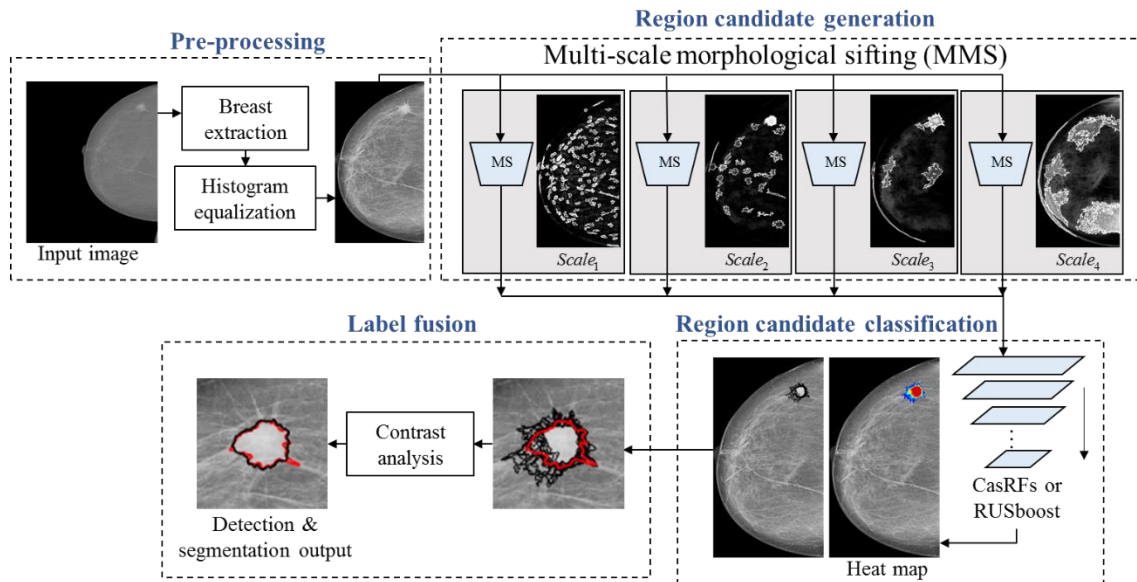 Region candidate generation
Pre-processing
Multi-scale morphological sifting (MMS)
Breast
extraction
Histogram
equalization
Input image
MS
MS
MS
MS
Scale₁
Scale₂
Scale₃
Scale₄
Label fusion
Region candidate classification
Contrast
analysis
Detection &
segmentation output
CasRFs or
RUSboost
Heat map